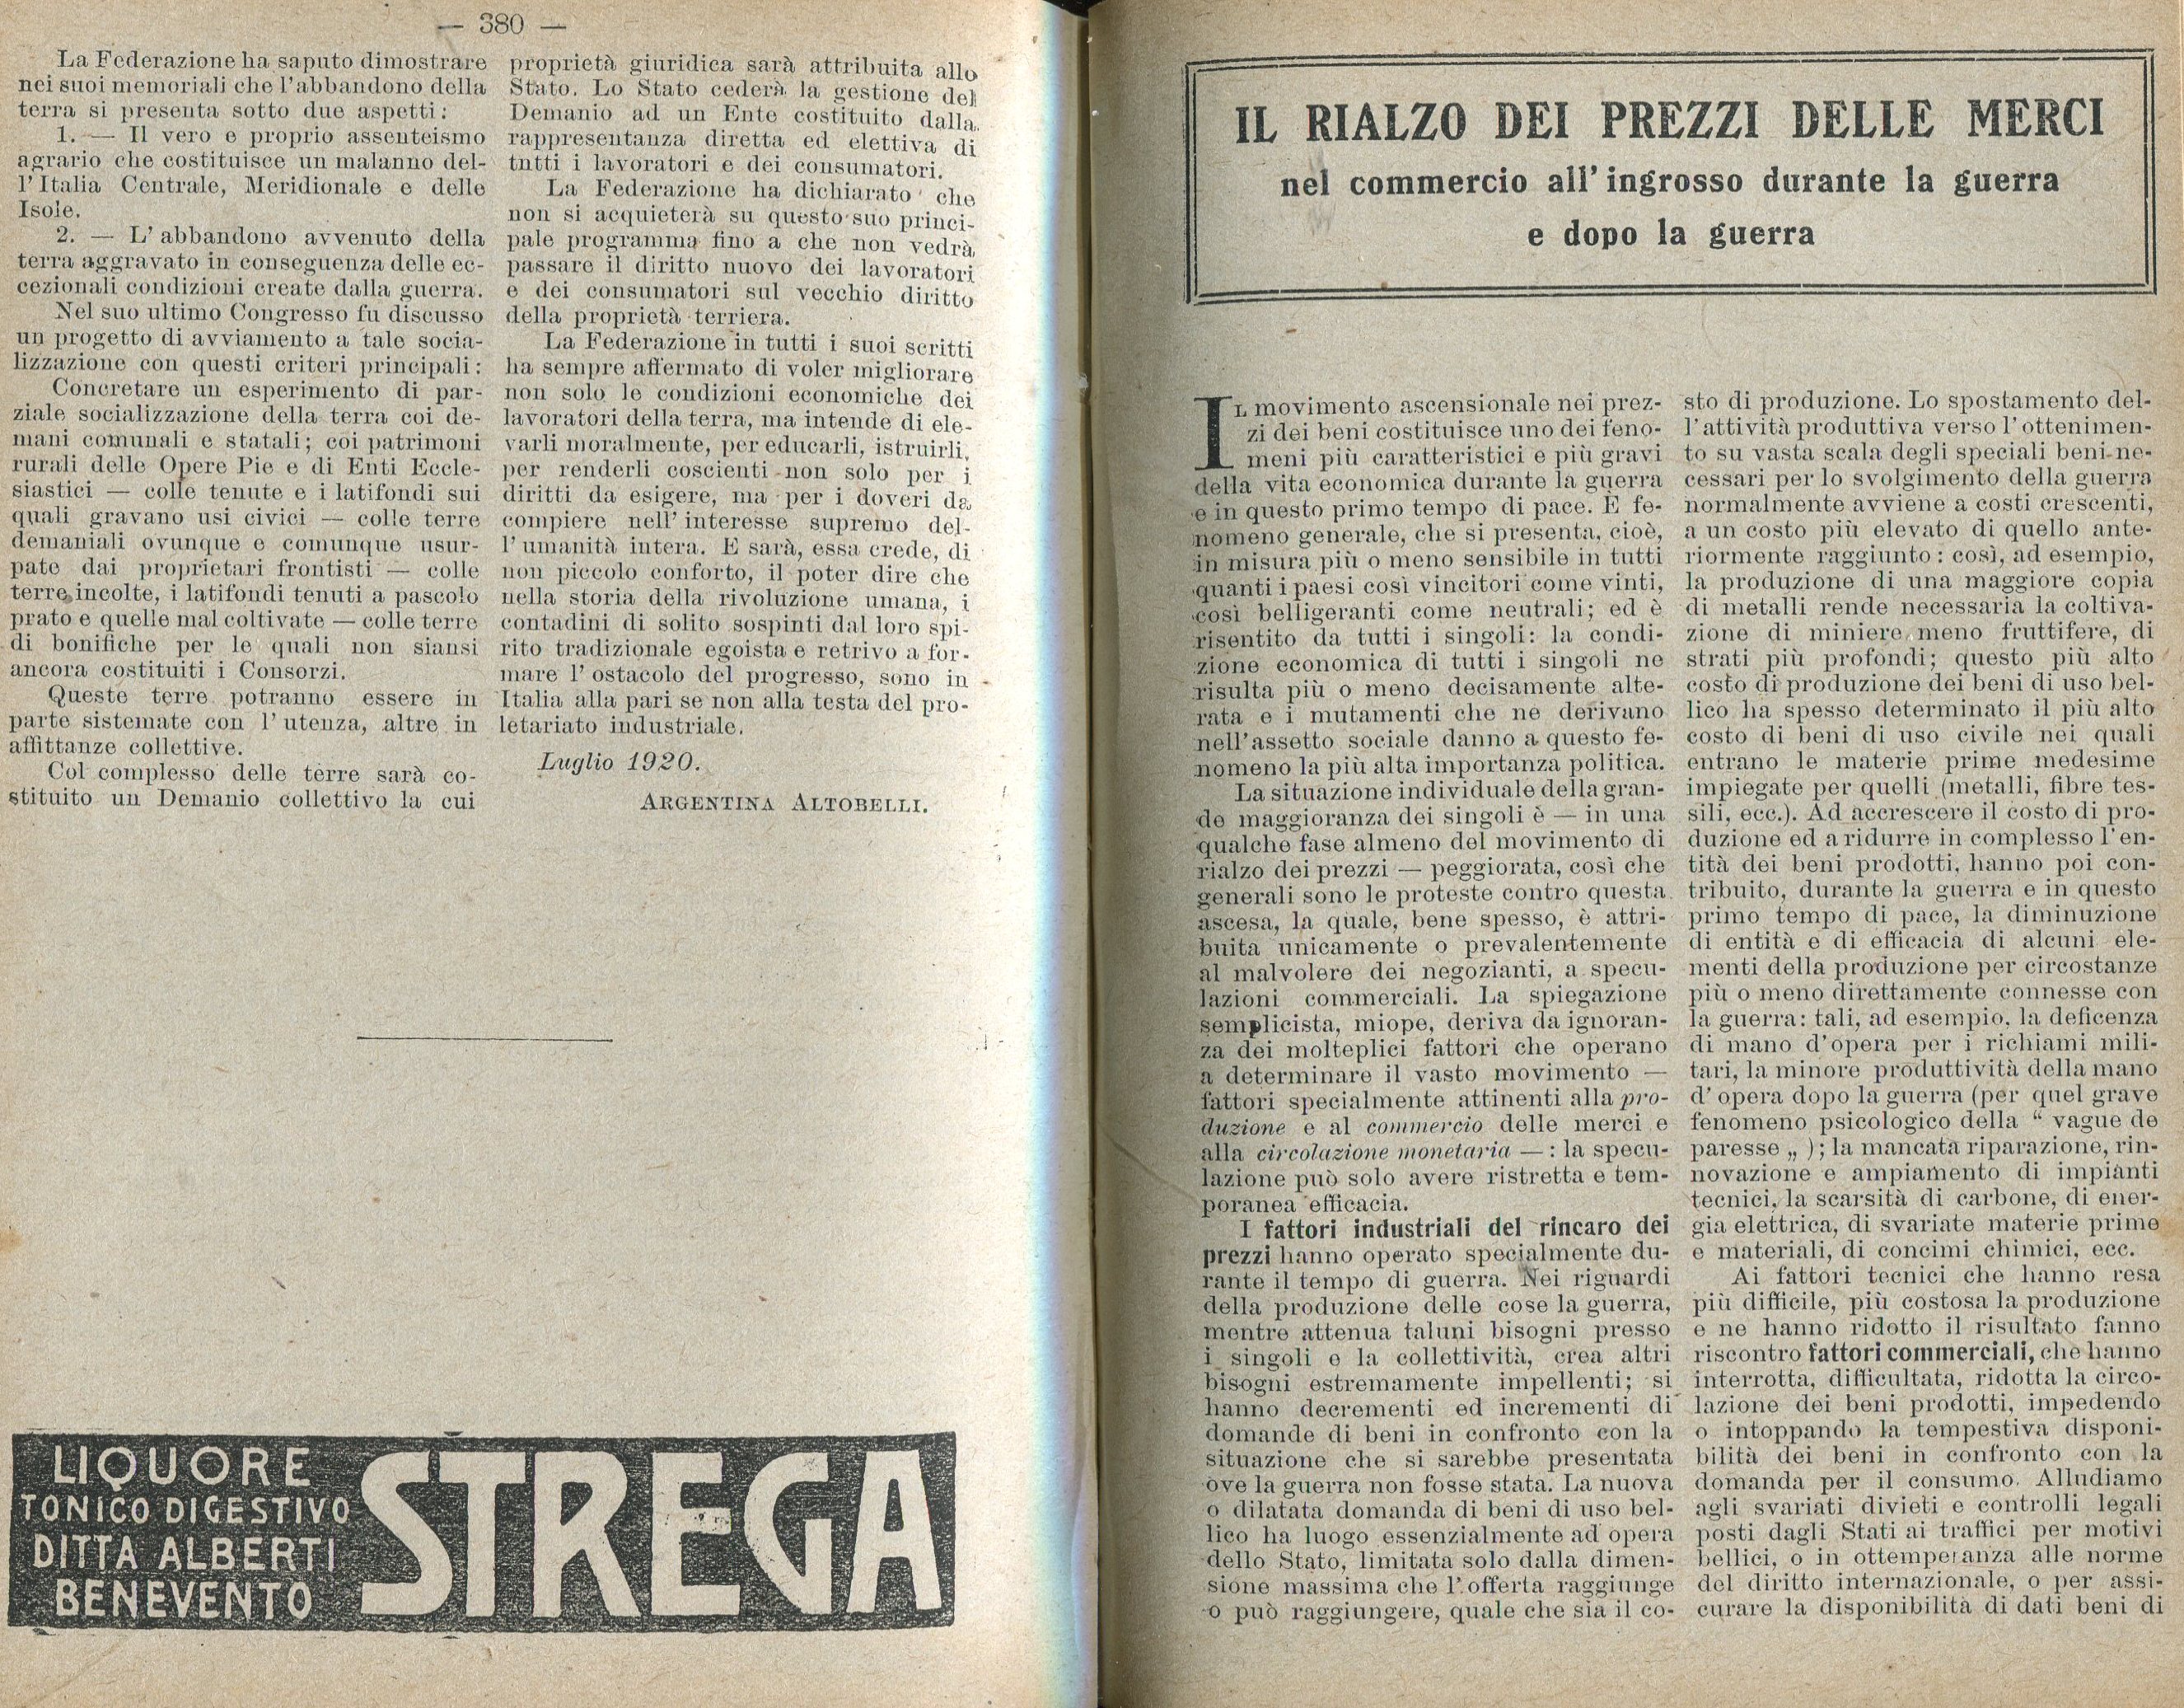 — 380 —
La Federazione ha saputo dimostrare
nei suoi memoriali che l'abbandono della
terra si presenta sotto due aspetti:
1. — Il vero e proprio assenteismo
agrario che costituisce un malanno del-
l'Italia Centrale, Meridionale e delle
Isole.
2. — L'abbandono avvenuto della
terra aggravato in conseguenza delle ec-
cezionali condizioni create dalla guerra.
Nel suo ultimo Congresso fu discusso
un progetto di avviamento a tale socia-
lizzazione con questi criteri principali:
Concretare un esperimento di par-
ziale socializzazione della terra coi de-
mani comunali e statali; coi patrimoni
rurali delle Opere Pie e di Enti Eccle-
siastici — colle tenute e i latifondi sui
quali gravano usi civici — colle terre
demaniali ovunque e comunque usur-
pate dai proprietari frontisti — colle
terre incolte, i latifondi tenuti a pascolo
prato e quelle mal coltivate — colle terre
di bonifiche per le quali non siansi
ancora costituiti i Consorzi.
Queste terre potranno essere in
parte sistemate con l'utenza, altre in
affittanze collettive.
Col complesso delle terre sarà co-
stituito un Demanio collettivo la cui
proprietà giuridica sarà attribuita allo
Stato. Lo Stato cederà la gestione del
Demanio ad un Ente costituito dalla
rappresentanza diretta ed elettiva di
tutti i lavoratori e dei consumatori.
La Federazione ha dichiarato che
non si acquieterà su questo suo princi-
pale programma fino a che non vedrà
passare il diritto nuovo dei lavoratori
e dei consumatori sul vecchio diritto
della proprietà terriera.
La Federazione in tutti i suoi scritti
ha sempre affermato di voler migliorare
non solo le condizioni economiche dei
lavoratori della terra, ma intende di ele-
varli moralmente, per educarli, istruirli,
per renderli coscienti non solo per i
diritti da esigere, ma per i doveri da
compiere nell'interesse supremo del-
l'umanità intera. E sarà, essa crede, di
non piccolo conforto, il poter dire che
nella storia della rivoluzione umana, i
contadini di solito sospinti dal loro spi-
rito tradizionale egoista e retrivo a for-
mare l'ostacolo del progresso, sono in
Italia alla pari se non alla testa del pro-
letariato industriale.
Luglio 1920.
ARGENTINA ALTOBELLI.
LIQUORE
TONICO DIGESTIVO
DITTA ALBERTI
BENEVENTO
STREGA
IL RIALZO DEI PREZZI DELLE MERCI
nel commercio all'ingrosso durante la guerra
e dopo la guerra
IL movimento ascensionale nei prez-
zi dei beni costituisce uno dei feno-
meni più caratteristici e più gravi
della vita economica durante la guerra
e in questo primo tempo di pace. È fe-
nomeno generale, che si presenta, cioè,
in misura più o meno sensibile in tutti
quanti i paesi così vincitori come vinti,
così belligeranti come neutrali; ed è
risentito da tutti i singoli: la condi-
zione economica di tutti i singoli ne
risulta più o meno decisamente alte-
rata e i mutamenti che ne derivano
nell'assetto sociale danno a questo fe-
nomeno la più alta importanza politica.
La situazione individuale della gran-
de maggioranza dei singoli è — in una
qualche fase almeno del movimento di
rialzo dei prezzi — peggiorata, così che
generali sono le proteste contro questa
ascesa, la quale, bene spesso, è attri-
buita unicamente o prevalentemente
al malvolere dei negozianti, a specu-
lazioni commerciali. La spiegazione
semplicista, miope, deriva da ignoran-
za dei molteplici fattori che operano
a determinare il vasto movimento —
fattori specialmente attinenti alla pro-
duzione e al commercio delle merci e
alla circolazione monetaria —: la specu-
lazione può solo avere ristretta e tem-
poranea efficacia.
I fattori industriali del rincaro dei
prezzi hanno operato specialmente du-
rante il tempo di guerra. Nei riguardi
della produzione delle cose la guerra,
mentre attenua taluni bisogni presso
i singoli e la collettività, crea altri
bisogni estremamente impellenti; si
hanno decrementi ed incrementi di
domande di beni in confronto con la
situazione che si sarebbe presentata
ove la guerra non fosse stata. La nuova
o dilatata domanda di beni di uso bel-
lico ha luogo essenzialmente ad opera
dello Stato, limitata solo dalla dimen-
sione massima che l'offerta raggiunge
o può raggiungere, quale che sia il co-
sto di produzione. Lo spostamento del-
l'attività produttiva verso l'ottenimen-
to su vasta scala degli speciali beni ne-
cessari per lo svolgimento della guerra
normalmente avviene a costi crescenti,
a un costo più elevato di quello ante-
riormente raggiunto: così, ad esempio,
la produzione di una maggiore copia
di metalli rende necessaria la coltiva-
zione di miniere meno fruttifere, di
strati più profondi; questo più alto
costo di produzione dei beni di uso bel-
lico ha spesso determinato il più alto
costo di beni di uso civile nei quali
entrano le materie prime medesime
impiegate per quelli (metalli, fibre tes-
sili, ecc.). Ad accrescere il costo di pro-
duzione ed a ridurre in complesso l'en-
tità dei beni prodotti, hanno poi con-
tribuito, durante la guerra e in questo
primo tempo di pace, la diminuzione
di entità e di efficacia di alcuni ele-
menti della produzione per circostanze
più o meno direttamente connesse con
la guerra: tali, ad esempio, la deficenza
di mano d'opera per i richiami mili-
tari, la minore produttività della mano
d'opera dopo la guerra (per quel grave
fenomeno psicologico della “ vague de
paresse „ ); la mancata riparazione, rin-
novazione e ampiamento di impianti
tecnici, la scarsità di carbone, di ener-
gia elettrica, di svariate materie prime
e materiali, di concimi chimici, ecc.
Ai fattori tecnici che hanno resa
più difficile, più costosa la produzione
e ne hanno ridotto il risultato fanno
riscontro fattori commerciali, che hanno
interrotta, difficultata, ridotta la circo-
lazione dei beni prodotti, impedendo
o intoppando la tempestiva disponi-
bilità dei beni in confronto con la
domanda per il consumo. Alludiamo
agli svariati divieti e controlli legali
posti dagli Stati ai traffici per motivi
bellici, o in ottemperanza alle norme
del diritto internazionale, o per assi-
curare la disponibilità di dati beni di